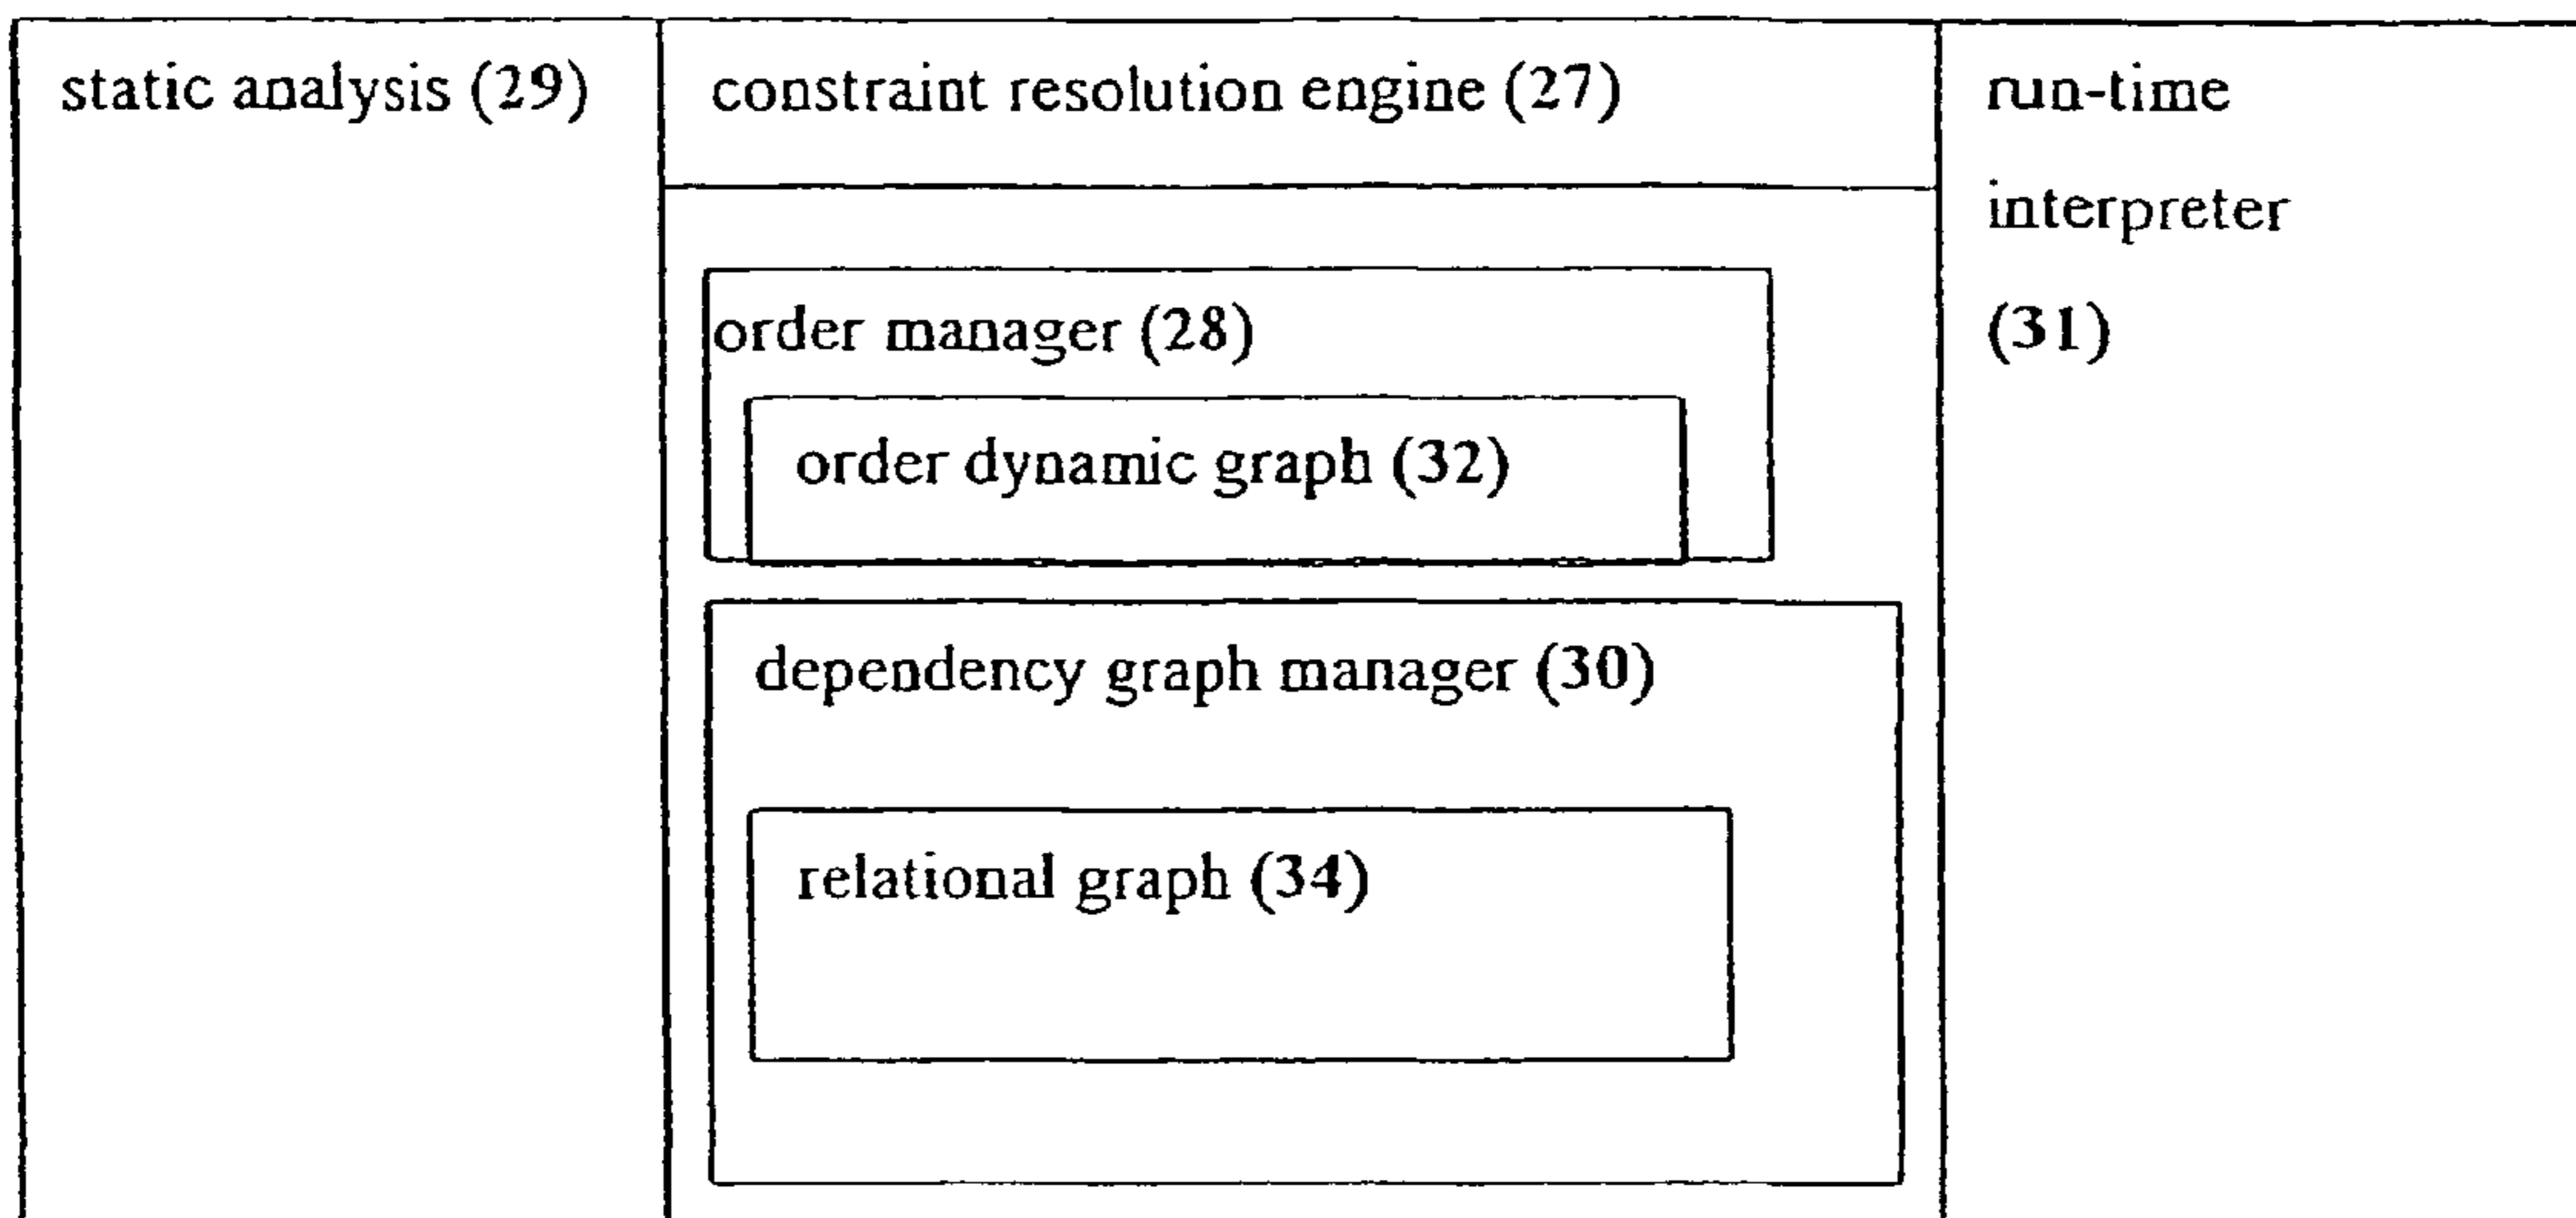 static analysis (29)
constraint resolution engine (27)
run-time
interpreter
(31)
order manager (28)
order dynamic graph (32)
dependency graph manager (30)
relational graph (34)